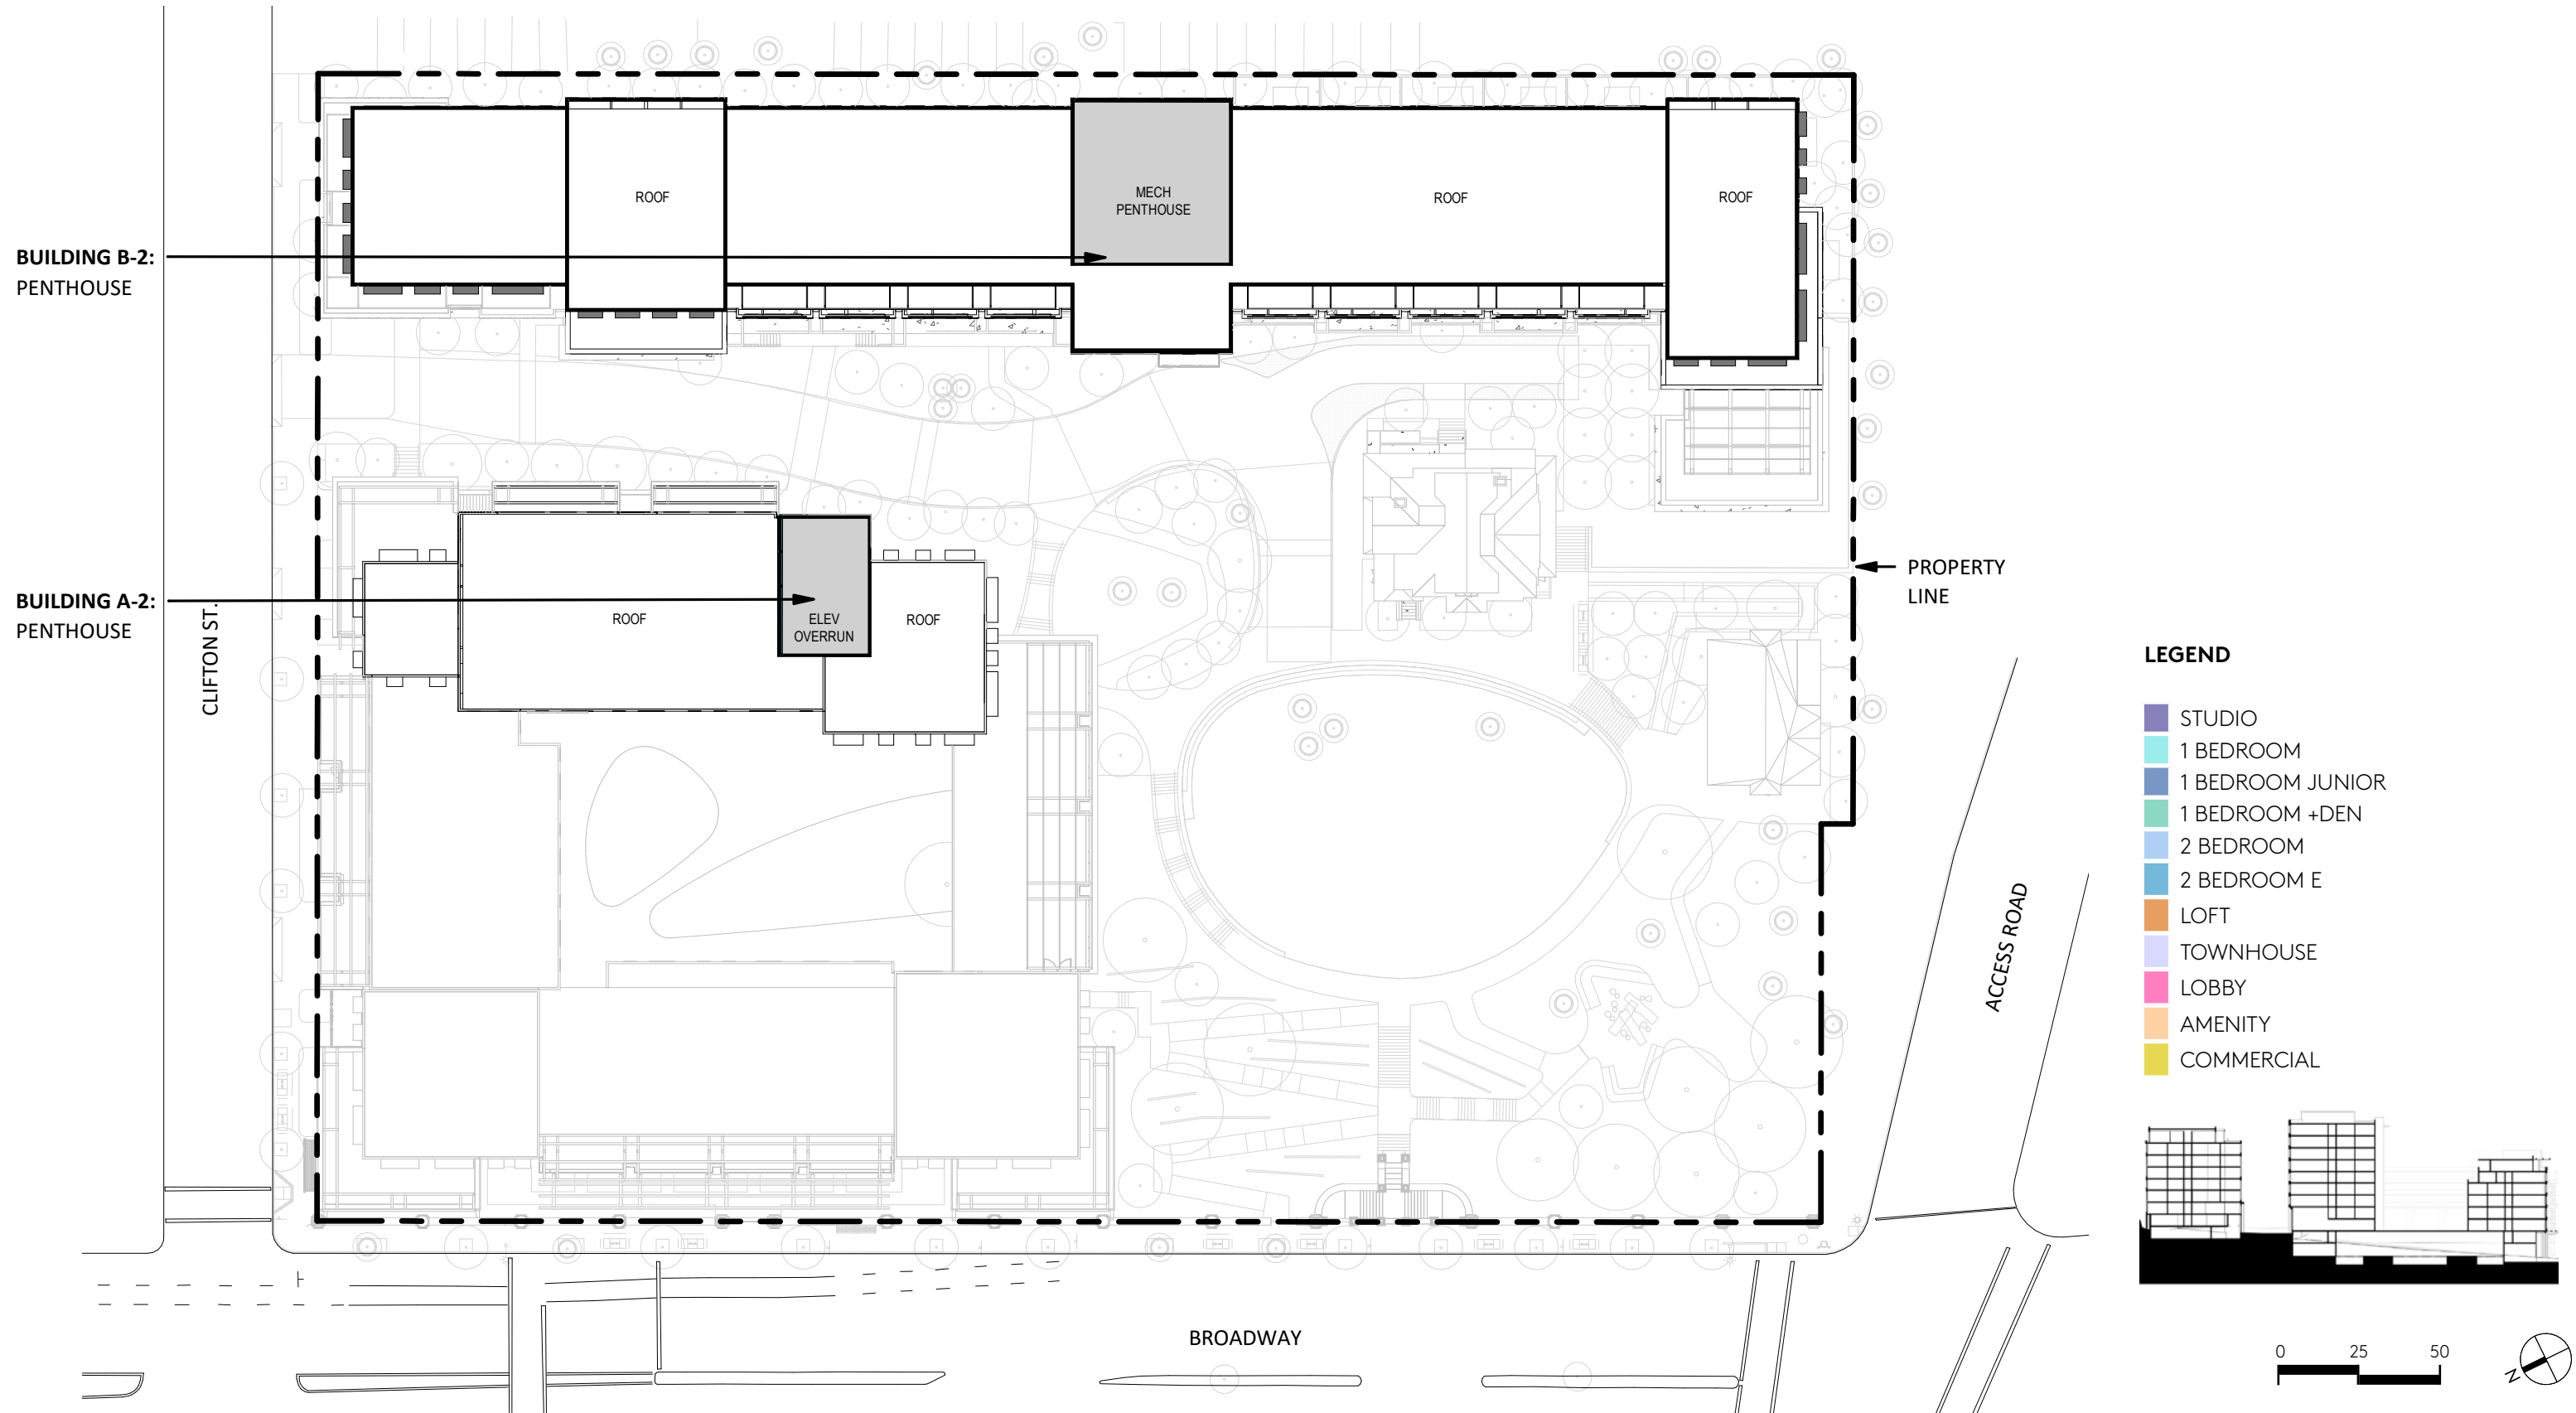 ROOF
MECH
PENTHOUSE
ROOF
ROOF
BUILDING B-2:
PENTHOUSE
BUILDING A-2:
PENTHOUSE
CLIFTON ST.
ROOF
ELEV
OVERRUN
ROOF
PROPERTY
LINE
ACCESS ROAD
BROADWAY
LEGEND
STUDIO
1 BEDROOM
1 BEDROOM JUNIOR
1 BEDROOM +DEN
2 BEDROOM
2 BEDROOM E
LOFT
TOWNHOUSE
LOBBY
AMENITY
COMMERCIAL
0 25 50
N